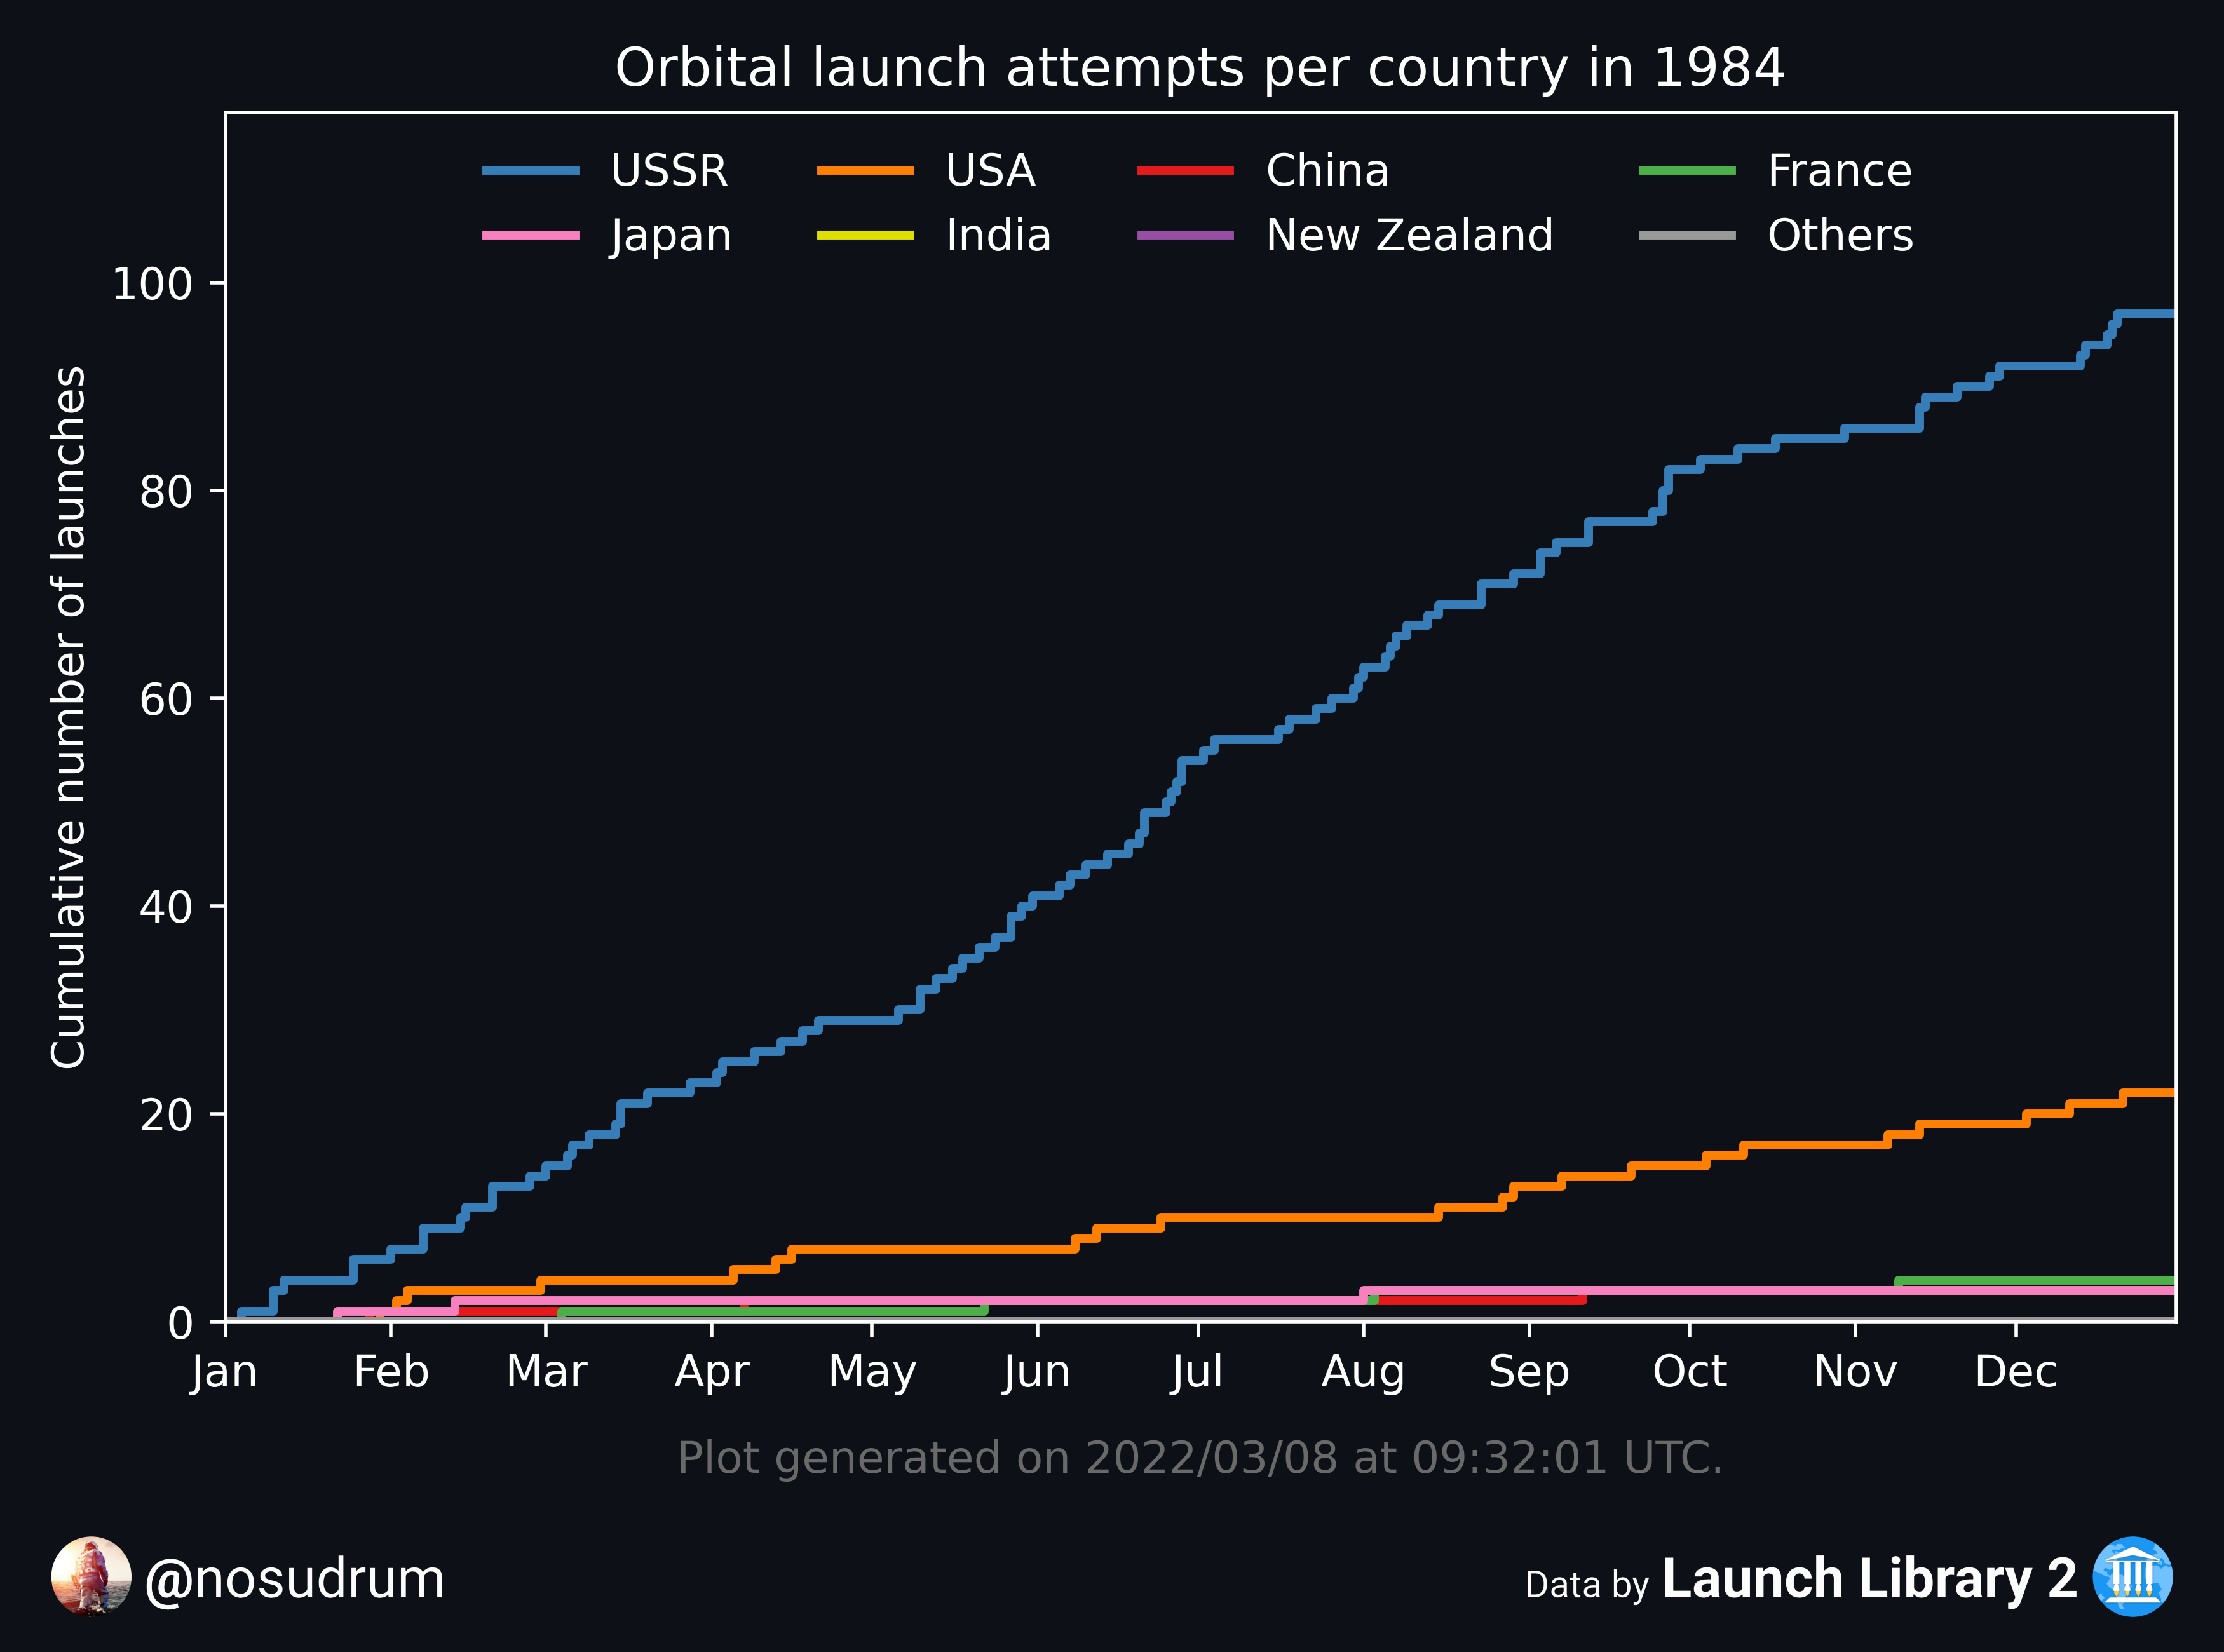 Orbital launch attempts per country in 1984
USSR USA China France
Japan India New Zealand Others
Cumulative number of launches
100
80
60
40
20
0
Jan Feb Mar Apr May Jun Jul Aug Sep Oct Nov Dec
Plot generated on 2022/03/08 at 09:32:01 UTC.
@nosudrum
Data by Launch Library 2